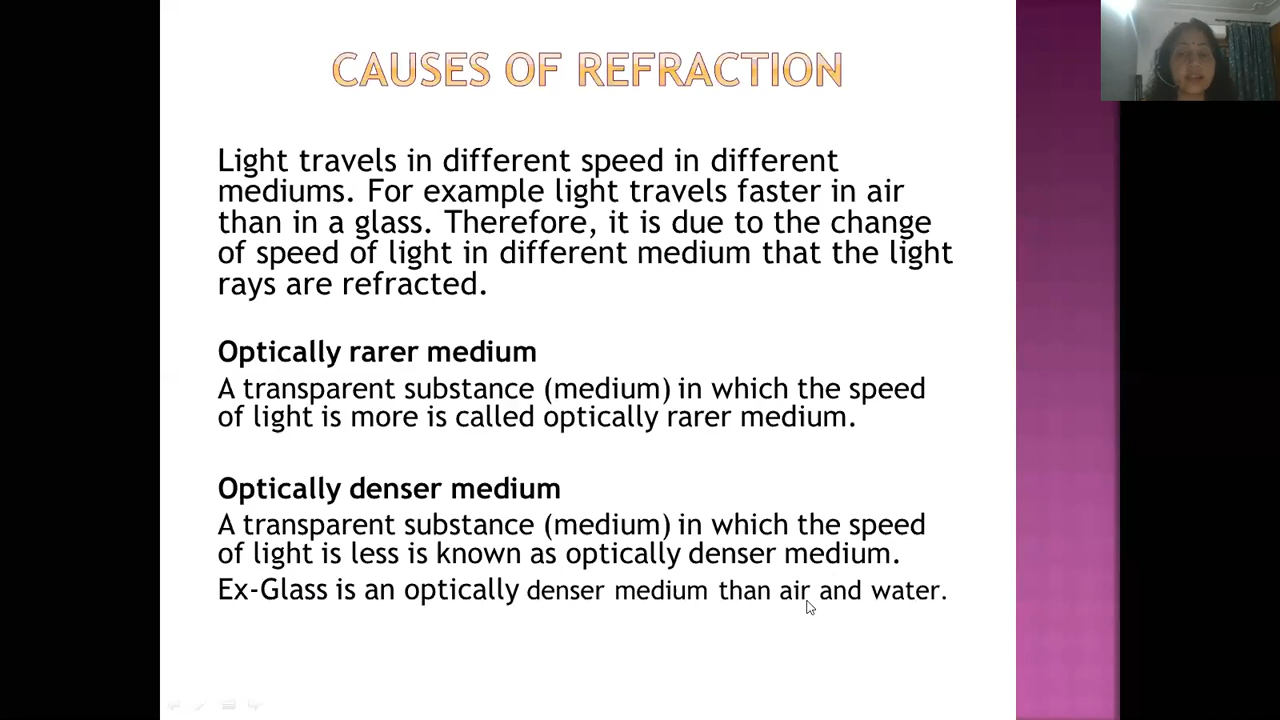 CAUSES OF REFRACTION
Light travels in different speed in different
mediums. For example light travels faster in air
than in a glass. Therefore, it is due to the change
of speed of light in different medium that the light
rays are refracted.
Optically rarer medium
A transparent substance (medium) in which the speed
of light is more is called optically rarer medium.
Optically denser medium
A transparent substance (medium) in which the speed
of light is less is known as optically denser medium.
Ex-Glass is an optically denser medium than air and water.